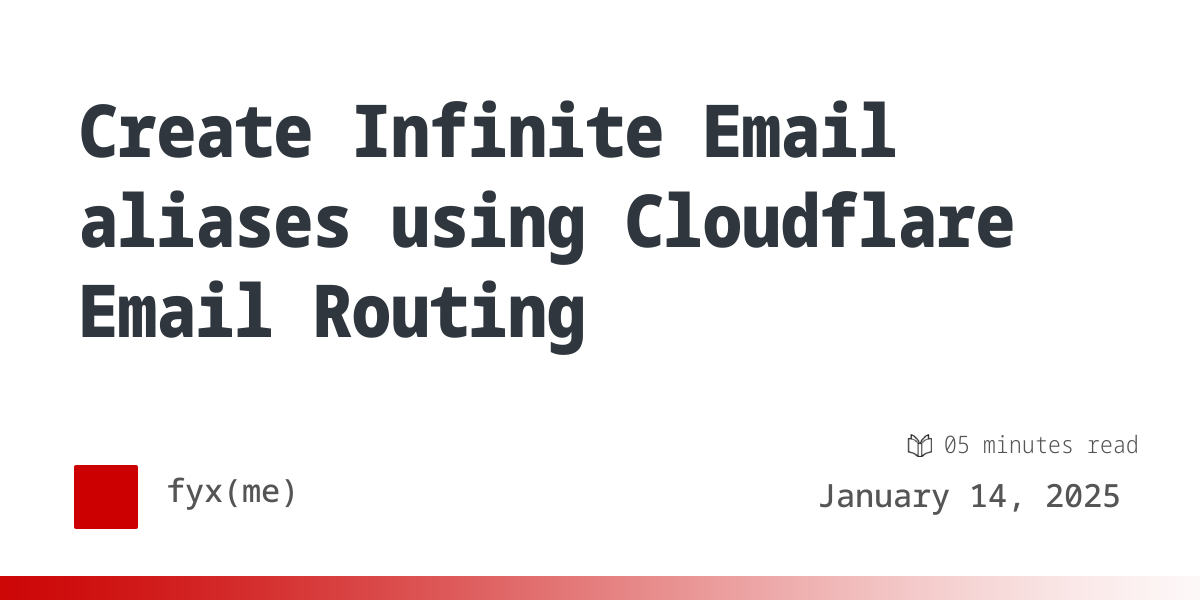 Create Infinite Email
aliases using Cloudflare
Email Routing
05 minutes read
fyx(me)
January 14, 2025